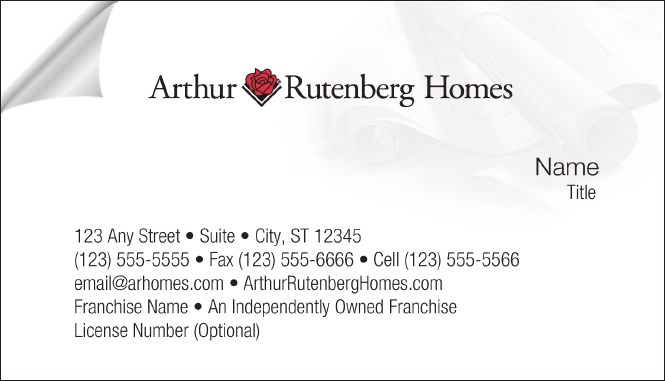 Arthur Rutenberg Homes
Name
Title
123 Any Street • Suite • City, ST 12345
(123) 555-5555 • Fax (123) 555-6666 • Cell (123) 555-5566
email@arhomes.com • ArthurRutenbergHomes.com
Franchise Name • An Independently Owned Franchise
License Number (Optional)